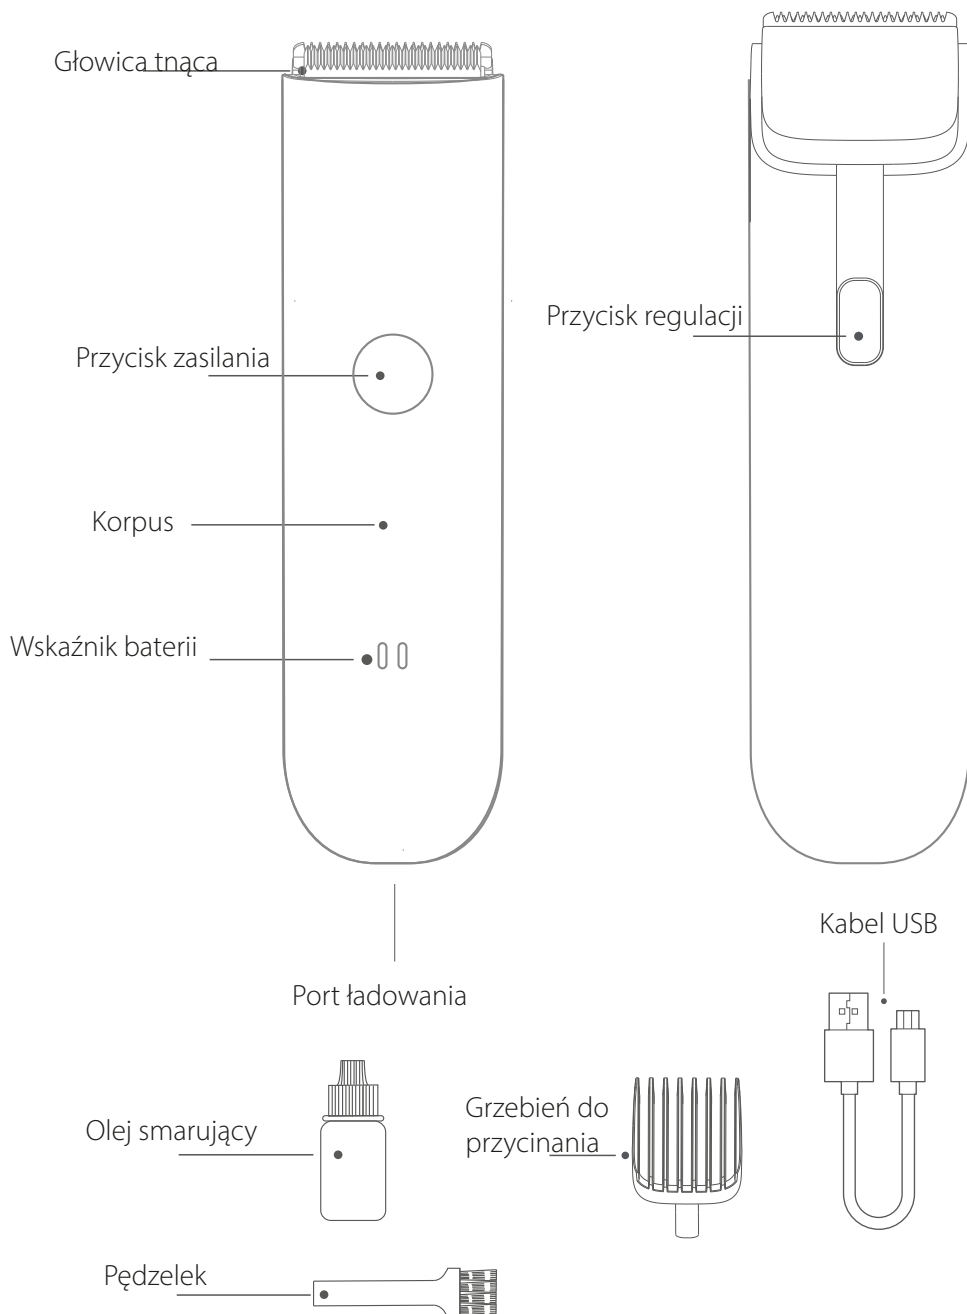 Głowica tnąca
Przycisk regulacji
Przycisk zasilania
Korpus
Wskaźnik baterii
Kabel USB
Port ładowania
Grzebień do
przycinania
Olej smarujący
Pędzelek